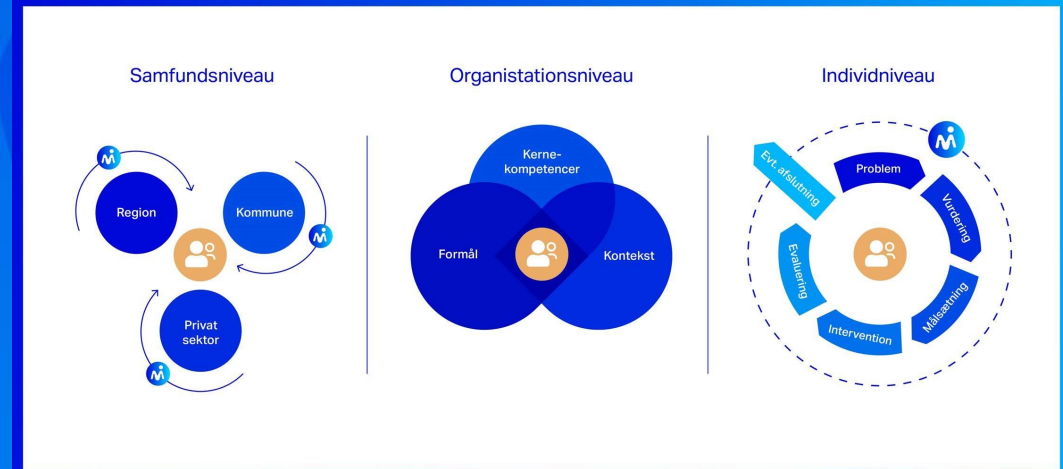 Samfundsniveau
Region
Kommune
Privat
sektor
Organistationsniveau
Kerne-
kompetencer
Formål
Kontekst
Individniveau
Problem
Vurdering
Målsætning
Intervention
Evaluering
Evt. afslutning